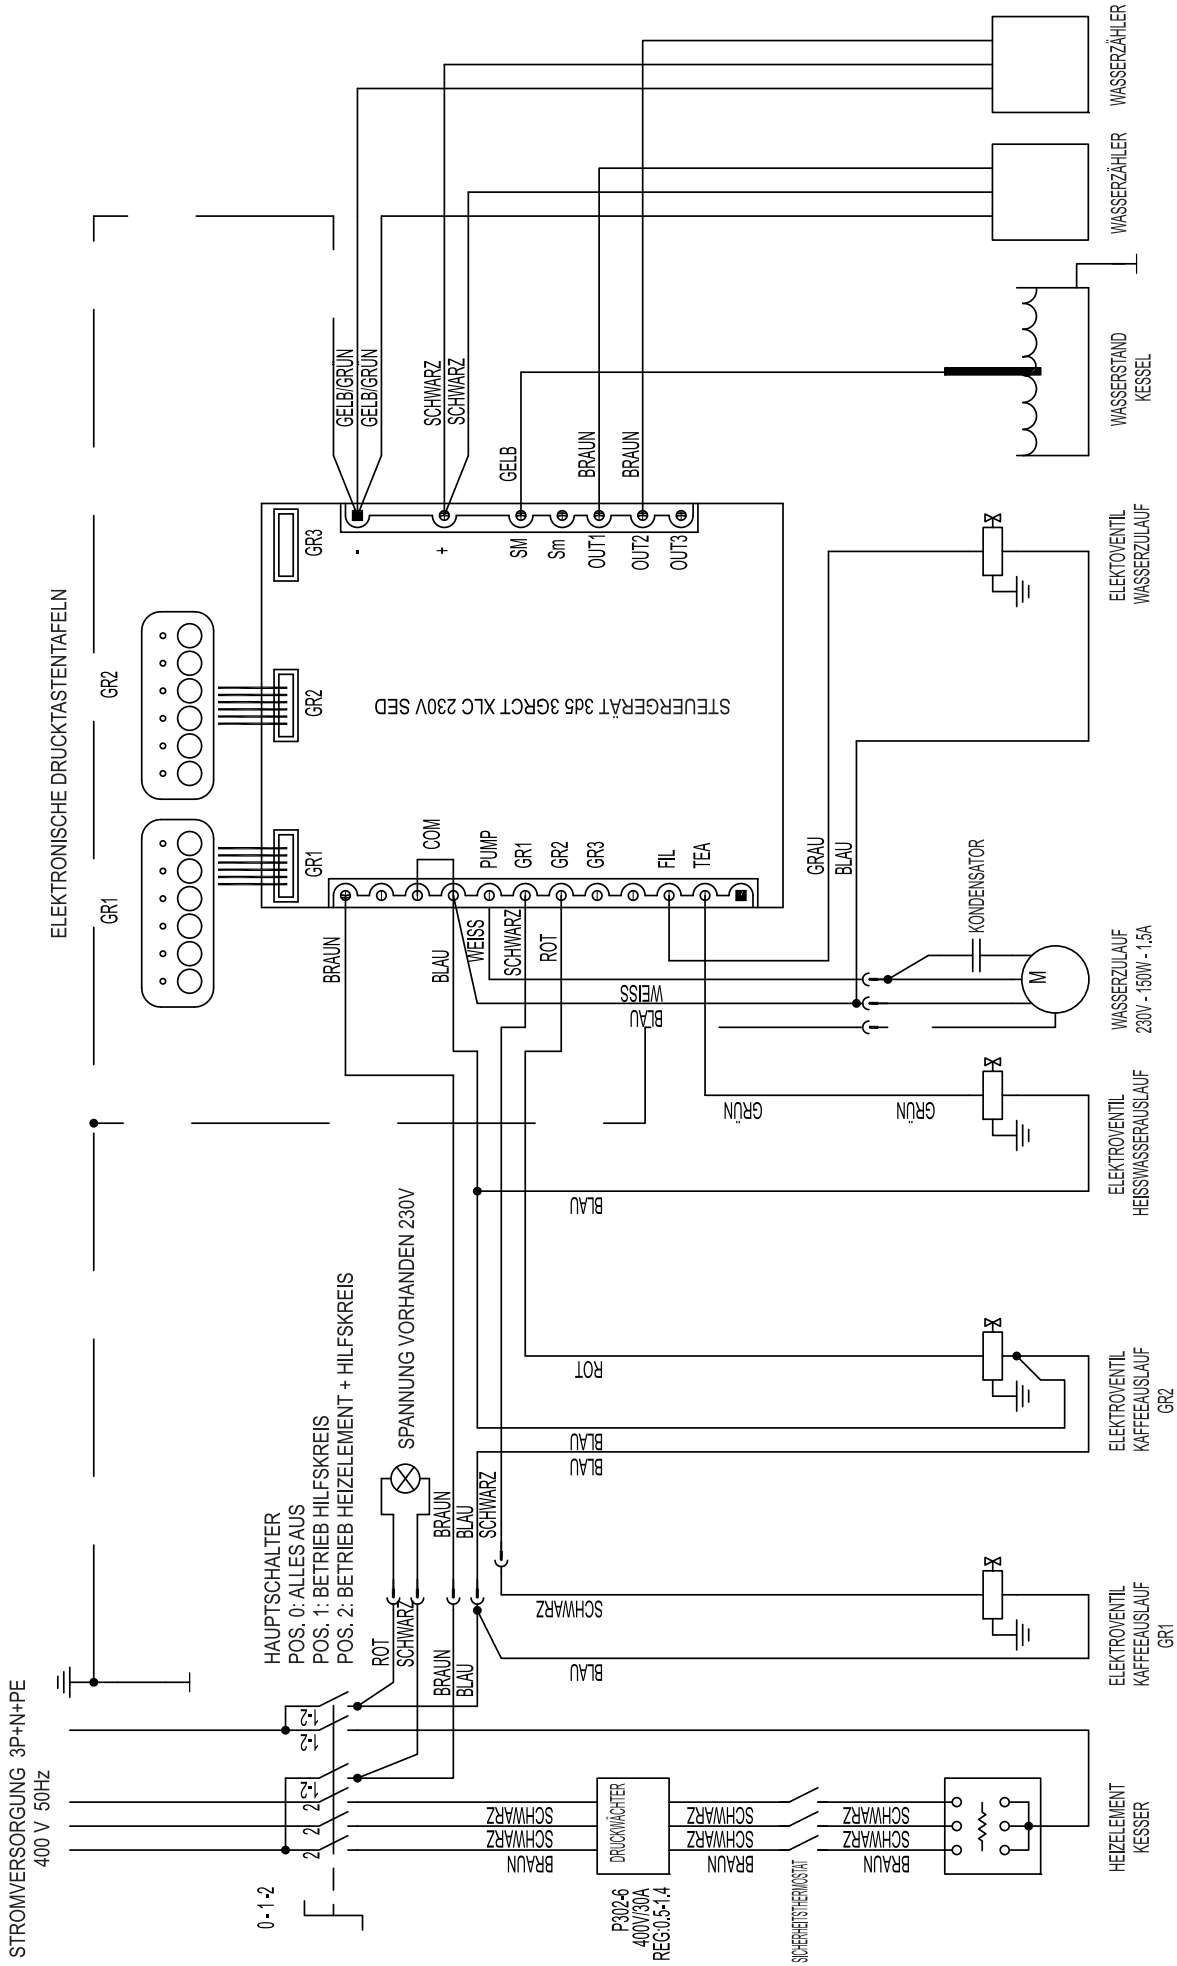 STROMVERSORGUNG 3P+N+PE
400 V 50Hz
0-1-2
HAUPTSCHALTER
POS. 0: ALLES AUS
POS. 1: BETRIEB HILFSKREIS
POS. 2: BETRIEB HEIZELEMENT + HILFSKREIS
SPANNUNG VORHANDEN 230V
2
2
2
1-2
1-2
1-2
ROT
SCHWARZ
BRAUN
BLAU
BRAUN
BLAU
SCHWARZ
BRAUN
SCHWARZ
SCHWARZ
P302-6
400V/30A
REG:0.5-1.4
DRUCKWÄCHTER
BRAUN
SCHWARZ
SCHWARZ
SICHERHEITSTHERMOSTAT
BRAUN
SCHWARZ
SCHWARZ
HEIZELEMENT
KESSER
BLAU
SCHWARZ
ELEKTROVENTIL
KAFFEEAUSLAUF
GR1
BLAU
BLAU
ROT
ELEKTROVENTIL
KAFFEEAUSLAUF
GR2
BLAU
GRÜN
GRÜN
ELEKTROVENTIL
HEISSWASSERAUSLAUF
BLAU
WEISS
M
KONDENSATOR
WASSERZULAUF
230V - 150W - 1.5A
GRAU
BLAU
ELEKTOVENTIL
WASSERZULAUF
ELEKTRONISCHE DRUCKTASTENTAFELN
GR1
GR2
GR1
GR2
GR3
STEUERGERÄT 3d5 3GRCT XLC 230V SED
BRAUN
BLAU
WEISS
SCHWARZ
ROT
COM
PUMP
GR1
GR2
GR3
FIL
TEA
-
+
SM
Sm
OUT1
OUT2
OUT3
GELB/GRÜN
GELB/GRÜN
SCHWARZ
SCHWARZ
GELB
BRAUN
BRAUN
WASSERSTAND
KESSEL
WASSERZÄHLER
WASSERZÄHLER